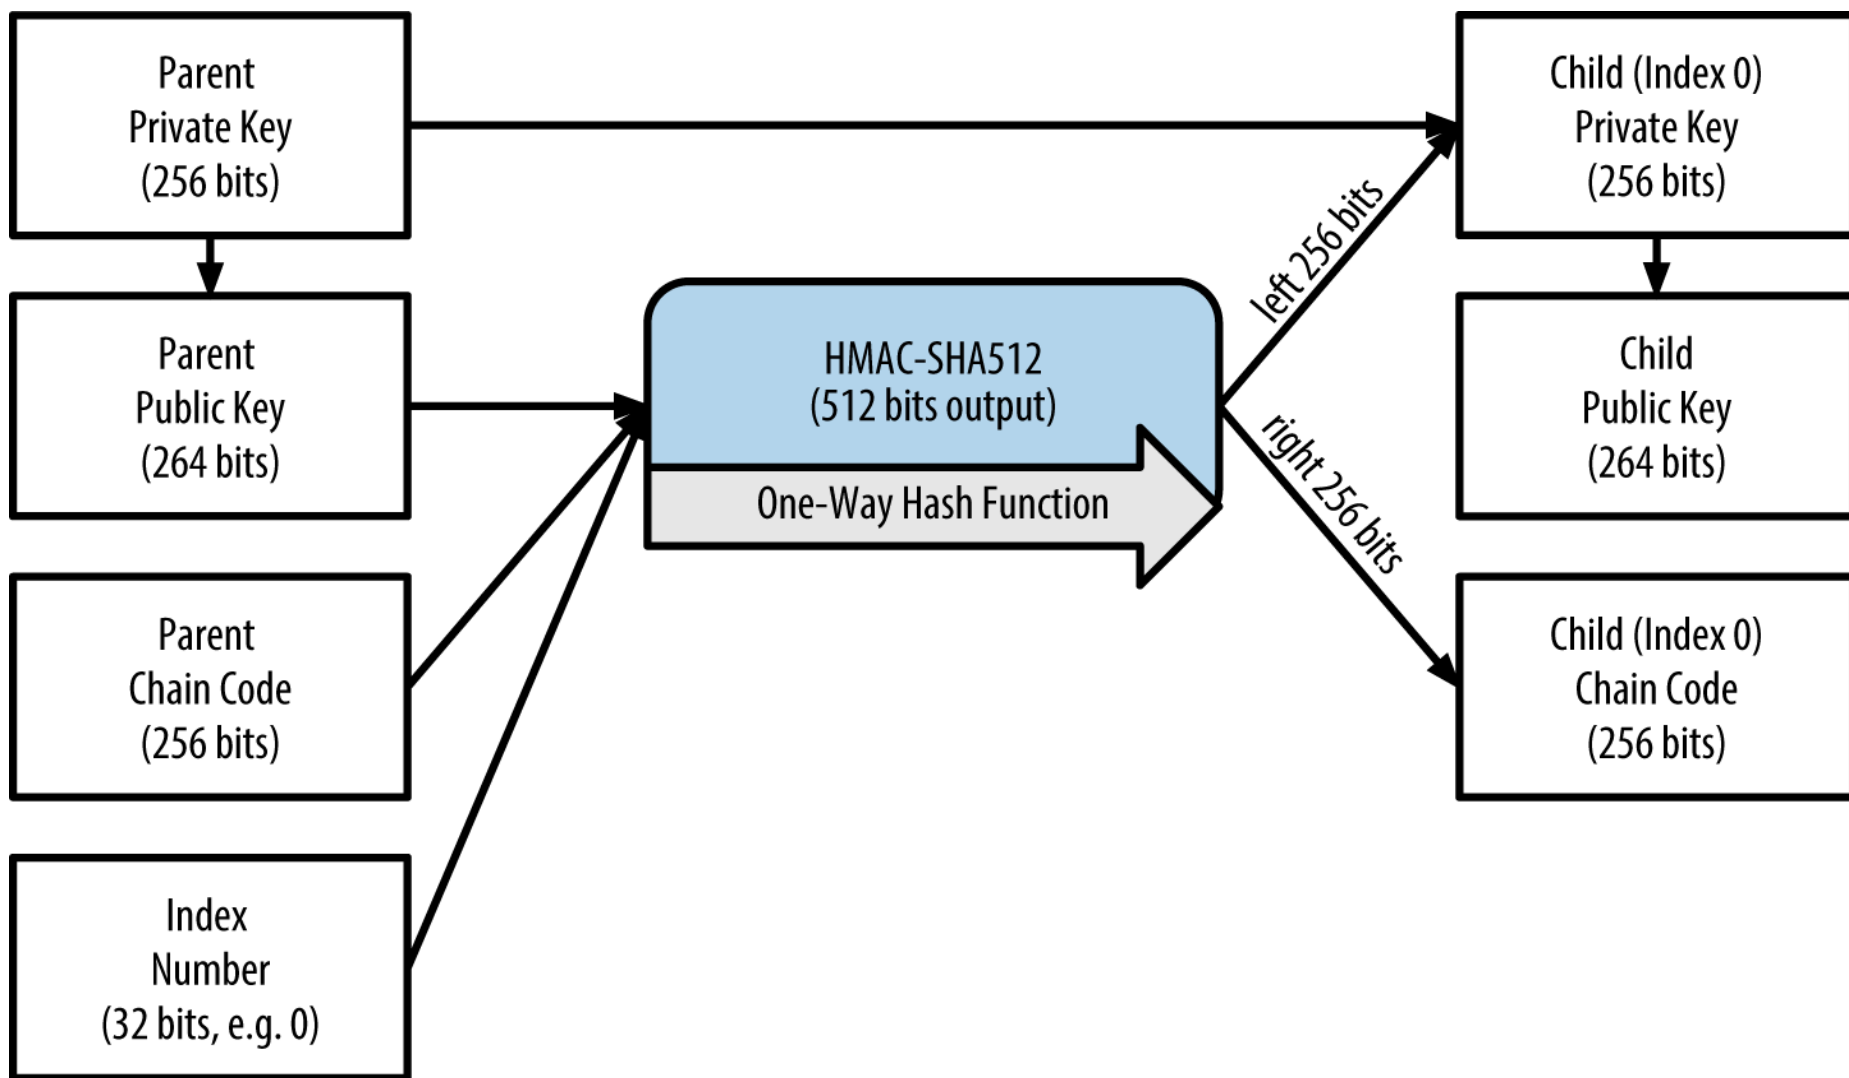 Parent
Private Key
(256 bits)
Parent
Public Key
(264 bits)
Parent
Chain Code
(256 bits)
Index
Number
(32 bits, e.g. 0)
HMAC-SHA512
(512 bits output)
One-Way Hash Function
left 256 bits
right 256 bits
Child (Index 0)
Private Key
(256 bits)
Child
Public Key
(264 bits)
Child (Index 0)
Chain Code
(256 bits)